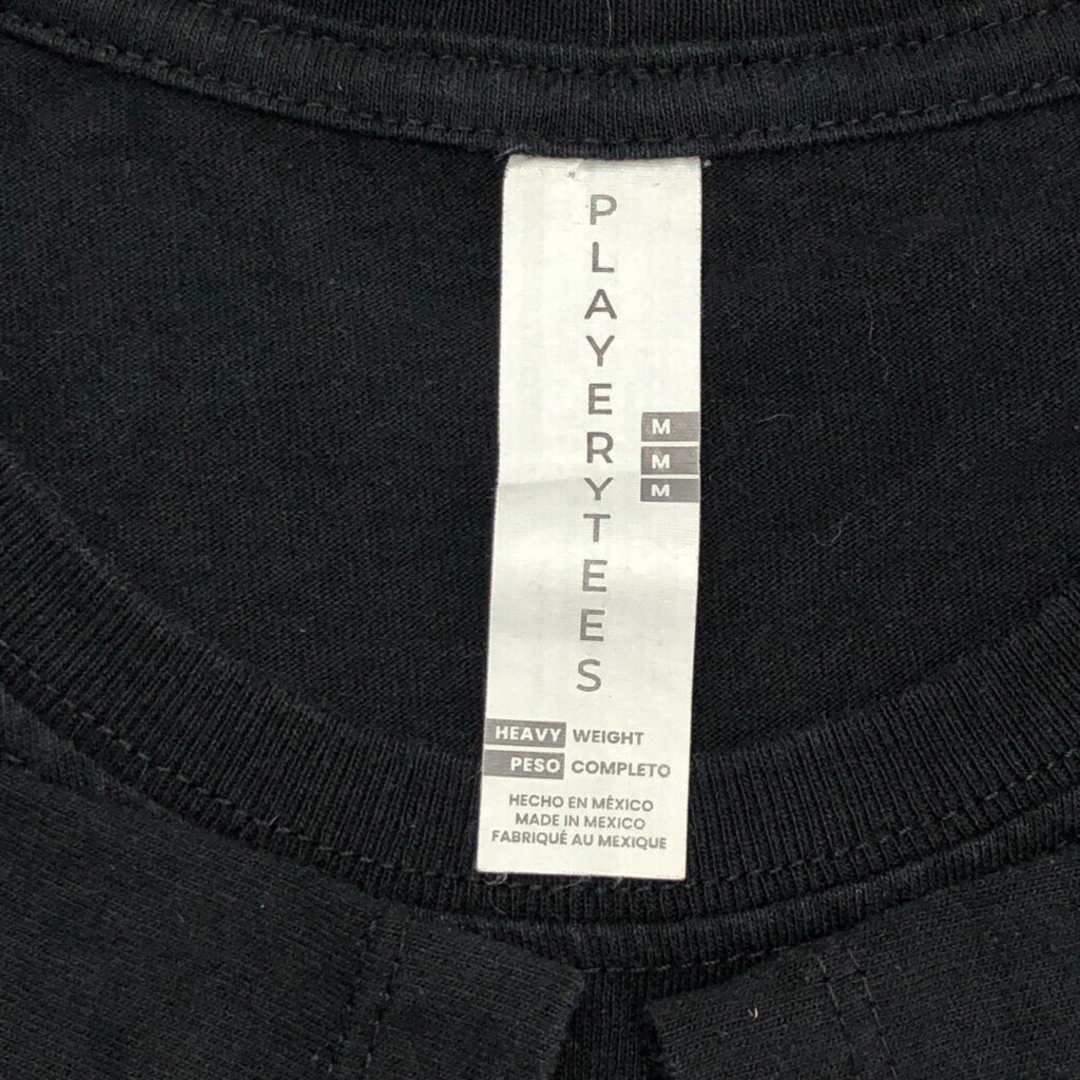 PLAYERYTEES
M
M
M
HEAVY WEIGHT
PESO COMPLETO
HECHO EN MÉXICO
MADE IN MEXICO
FABRIQUÉ AU MEXIQUE